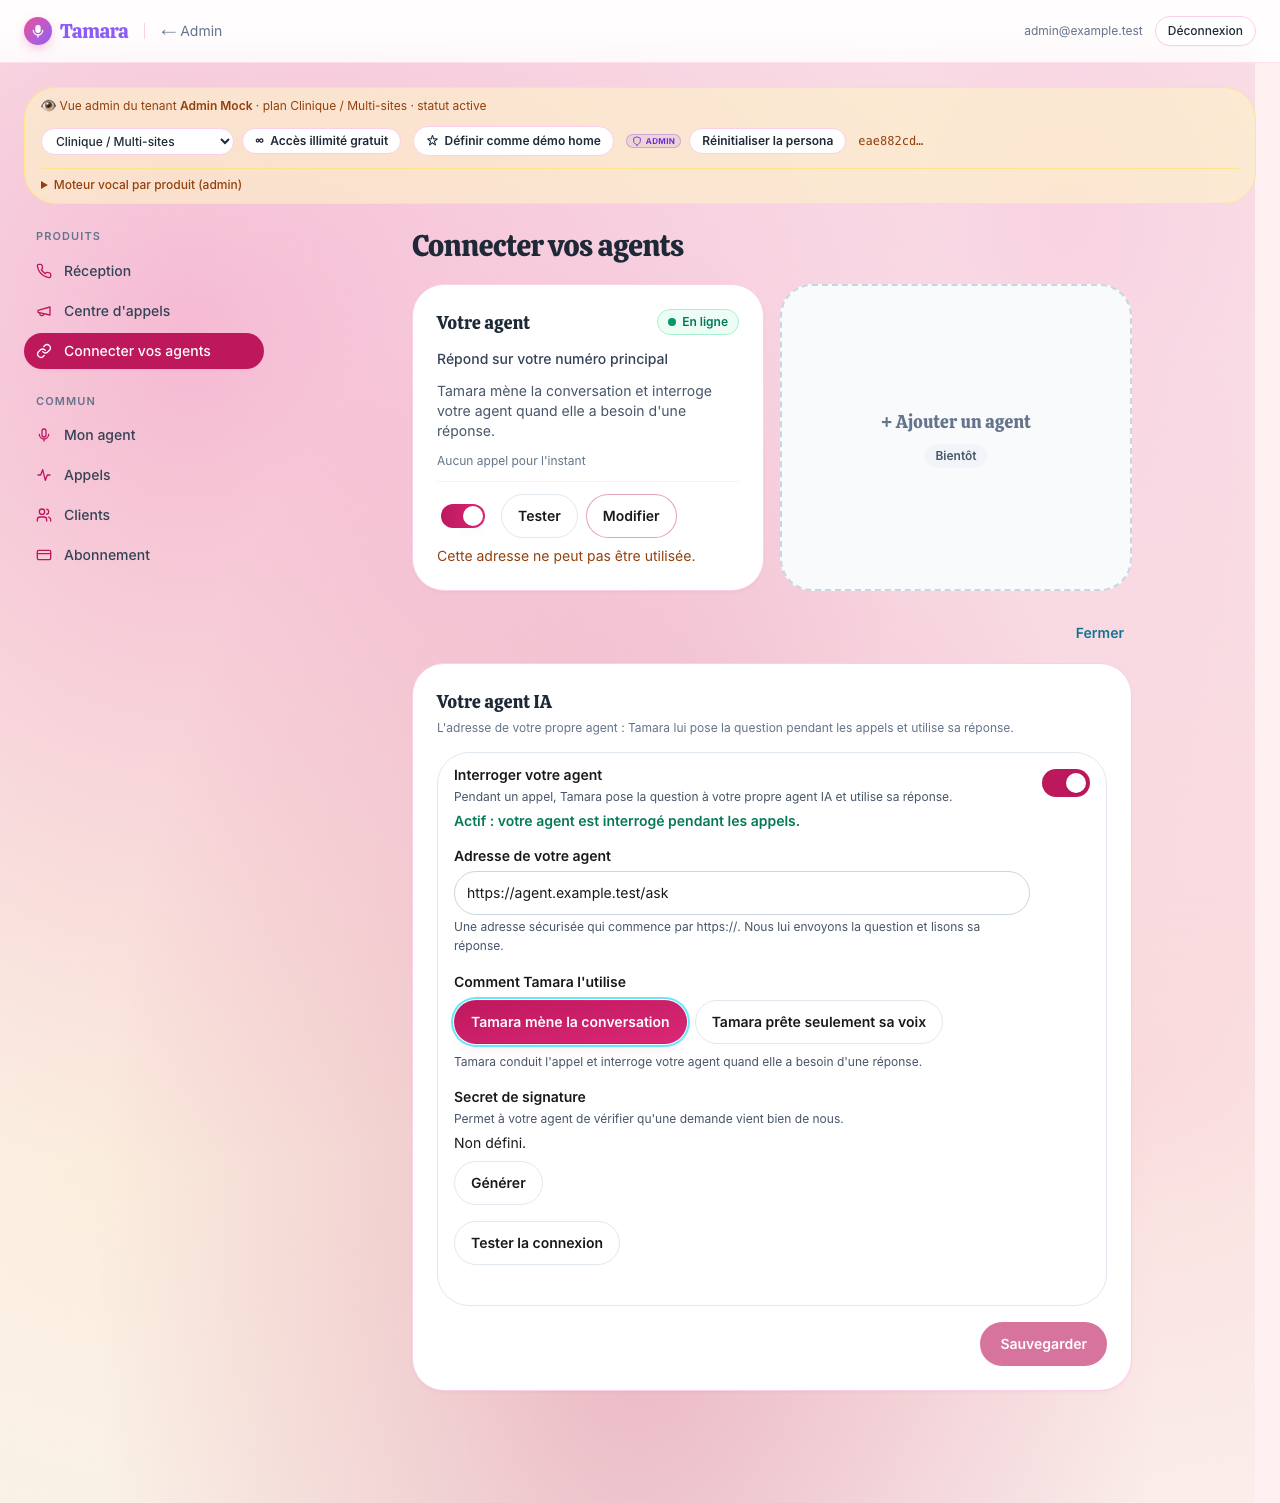 Tamara
← Admin
admin@example.test
Déconnexion
Vue admin du tenant Admin Mock · plan Clinique / Multi-sites · statut active
Clinique / Multi-sites
∞ Accès illimité gratuit
☆ Définir comme démo home
ADMIN
Réinitialiser la persona
eae882cd…
▶ Moteur vocal par produit (admin)
PRODUITS
Réception
Centre d'appels
Connecter vos agents
COMMUN
Mon agent
Appels
Clients
Abonnement
Connecter vos agents
Votre agent
En ligne
Répond sur votre numéro principal
Tamara mène la conversation et interroge
votre agent quand elle a besoin d'une
réponse.
Aucun appel pour l'instant
Tester
Modifier
Cette adresse ne peut pas être utilisée.
+ Ajouter un agent
Bientôt
Fermer
Votre agent IA
L'adresse de votre propre agent : Tamara lui pose la question pendant les appels et utilise sa réponse.
Interroger votre agent
Pendant un appel, Tamara pose la question à votre propre agent IA et utilise sa réponse.
Actif : votre agent est interrogé pendant les appels.
Adresse de votre agent
https://agent.example.test/ask
Une adresse sécurisée qui commence par https://. Nous lui envoyons la question et lisons sa
réponse.
Comment Tamara l'utilise
Tamara mène la conversation
Tamara prête seulement sa voix
Tamara conduit l'appel et interroge votre agent quand elle a besoin d'une réponse.
Secret de signature
Permet à votre agent de vérifier qu'une demande vient bien de nous.
Non défini.
Générer
Tester la connexion
Sauvegarder